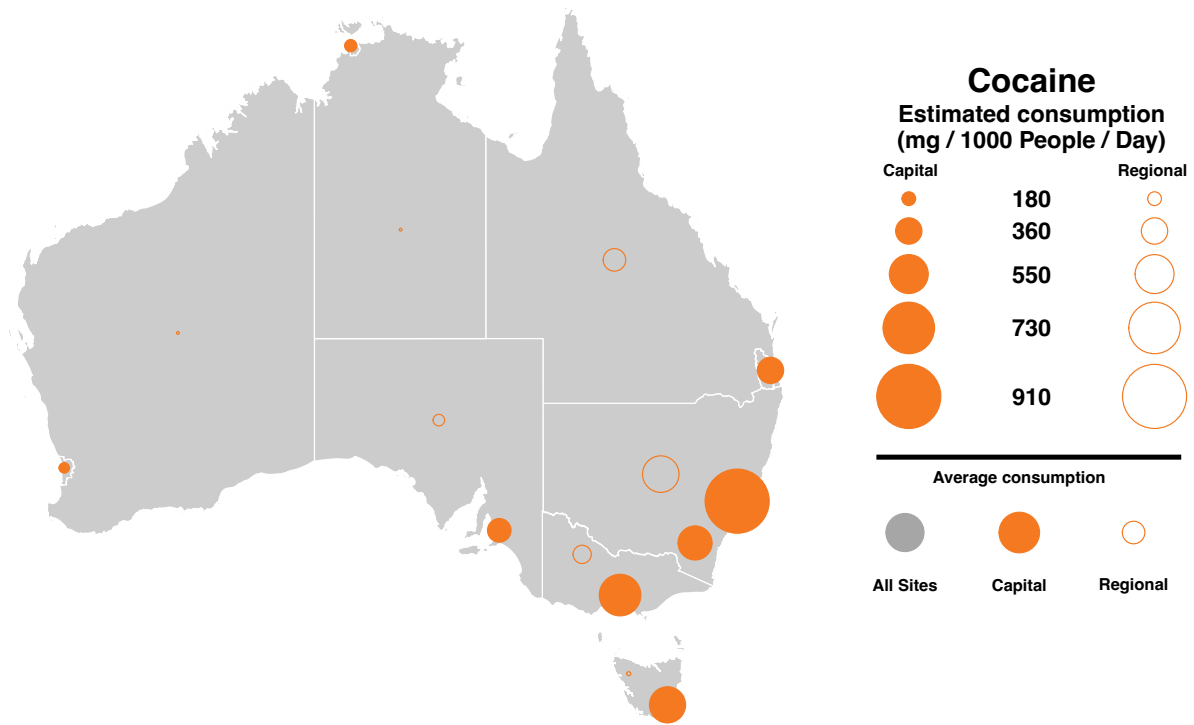 Cocaine
Estimated consumption
(mg / 1000 People / Day)
Capital Regional
180
360
550
730
910
Average consumption
All Sites Capital Regional